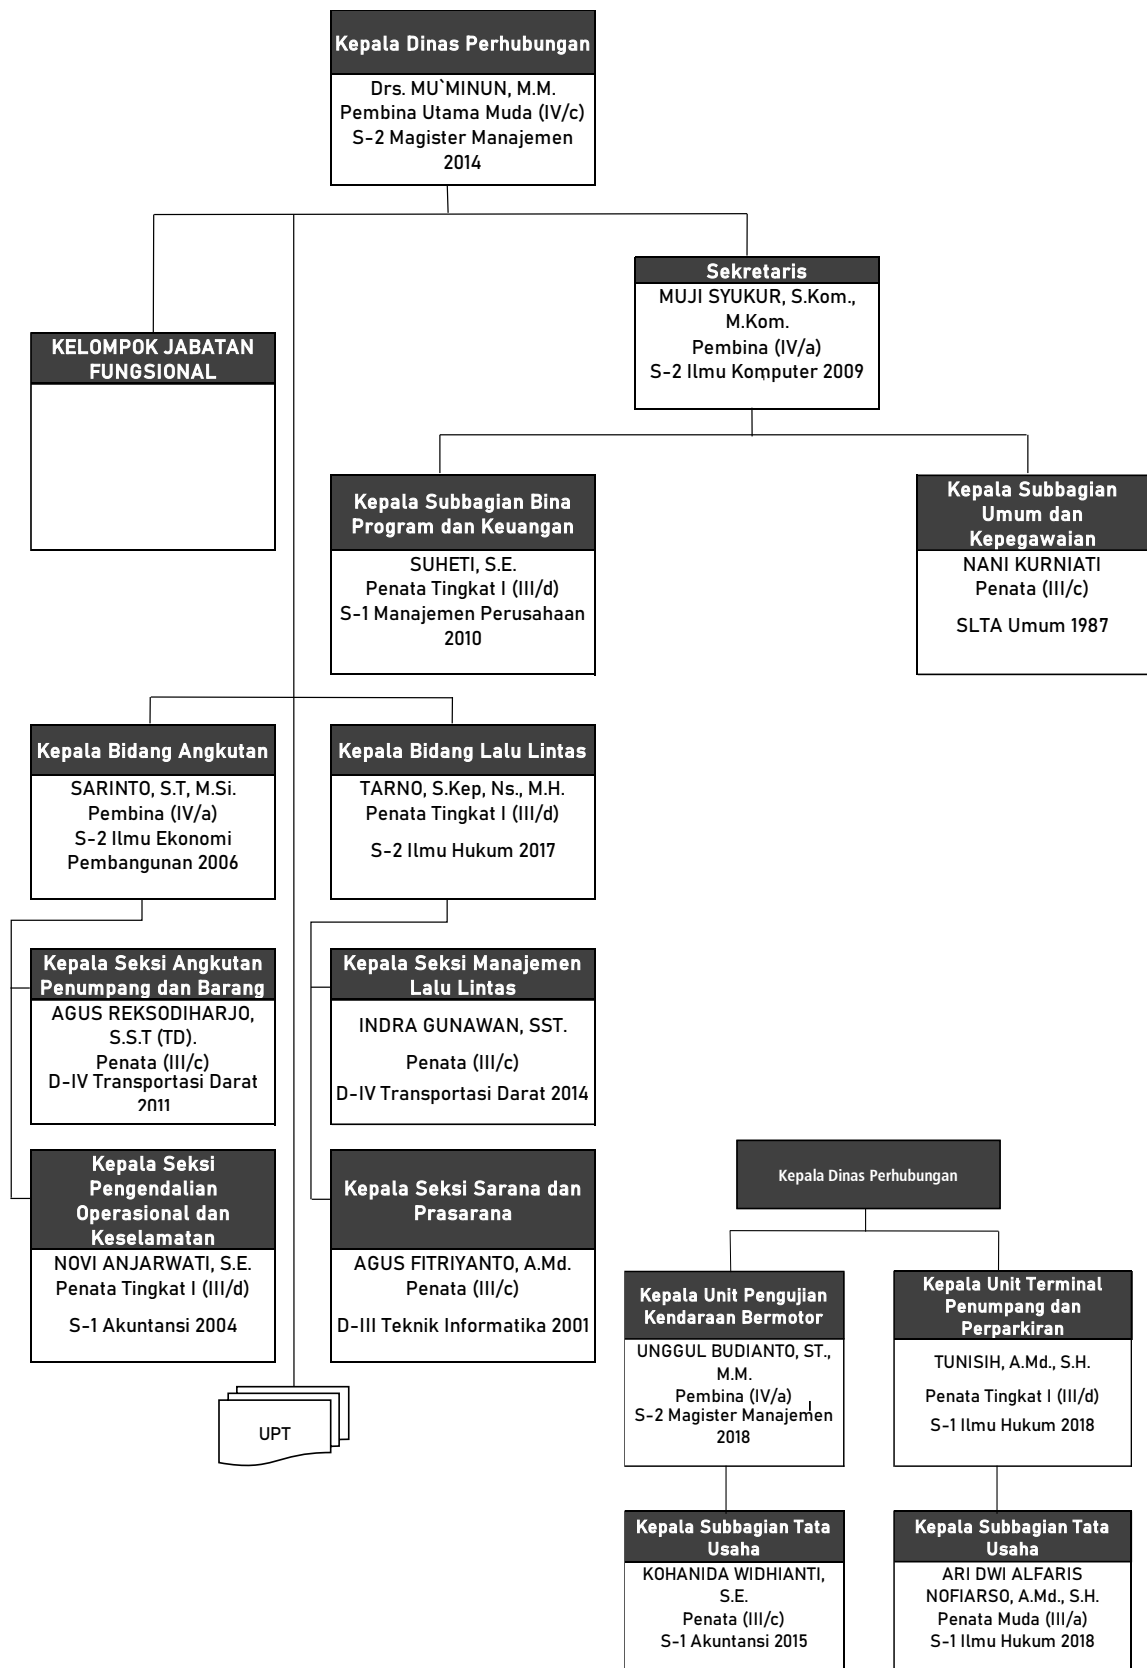 Kepala Dinas Perhubungan
Drs. MU`MINUN, M.M.
Pembina Utama Muda (IV/c)
S-2 Magister Manajemen
2014
Sekretaris
MUJI SYUKUR, S.Kom.,
M.Kom.
Pembina (IV/a)
S-2 Ilmu Komputer 2009
KELOMPOK JABATAN
FUNGSIONAL
Kepala Subbagian Bina
Program dan Keuangan
SUHETI, S.E.
Penata Tingkat I (III/d)
S-1 Manajemen Perusahaan
2010
Kepala Subbagian
Umum dan
Kepegawaian
NANI KURNIATI
Penata (III/c)
SLTA Umum 1987
Kepala Bidang Angkutan
SARINTO, S.T, M.Si.
Pembina (IV/a)
S-2 Ilmu Ekonomi
Pembangunan 2006
Kepala Bidang Lalu Lintas
TARNO, S.Kep, Ns., M.H.
Penata Tingkat I (III/d)
S-2 Ilmu Hukum 2017
Kepala Seksi Angkutan
Penumpang dan Barang
AGUS REKSODIHARJO,
S.S.T (TD).
Penata (III/c)
D-IV Transportasi Darat
2011
Kepala Seksi Manajemen
Lalu Lintas
INDRA GUNAWAN, SST.
Penata (III/c)
D-IV Transportasi Darat 2014
Kepala Seksi
Pengendalian
Operasional dan
Keselamatan
NOVI ANJARWATI, S.E.
Penata Tingkat I (III/d)
S-1 Akuntansi 2004
Kepala Seksi Sarana dan
Prasarana
AGUS FITRIYANTO, A.Md.
Penata (III/c)
D-III Teknik Informatika 2001
UPT
Kepala Dinas Perhubungan
Kepala Unit Pengujian
Kendaraan Bermotor
UNGGUL BUDIANTO, ST.,
M.M.
Pembina (IV/a)
S-2 Magister Manajemen
2018
Kepala Unit Terminal
Penumpang dan
Perparkiran
TUNISIH, A.Md., S.H.
Penata Tingkat I (III/d)
S-1 Ilmu Hukum 2018
Kepala Subbagian Tata
Usaha
KOHANIDA WIDHIANTI,
S.E.
Penata (III/c)
S-1 Akuntansi 2015
Kepala Subbagian Tata
Usaha
ARI DWI ALFARIS
NOFIARSO, A.Md., S.H.
Penata Muda (III/a)
S-1 Ilmu Hukum 2018